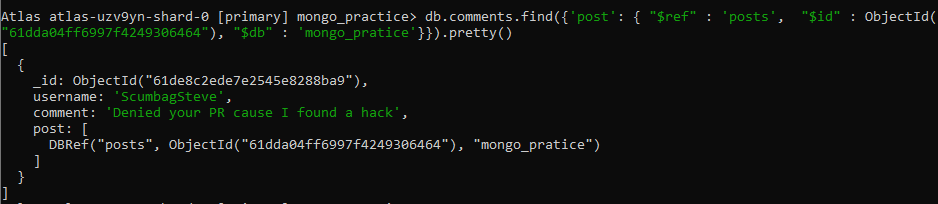 Atlas atlas-uzv9yn-shard-0 [primary] mongo_practice> db.comments.find({'post': { "$ref" : 'posts',  "$id" : ObjectId(
"61dda04ff6997f4249306464"), "$db" : 'mongo_pratice'}}).pretty()
[
  {
    _id: ObjectId("61de8c2ede7e2545e8288ba9"),
    username: 'ScumbagSteve',
    comment: 'Denied your PR cause I found a hack',
    post: [
      DBRef("posts", ObjectId("61dda04ff6997f4249306464"), "mongo_pratice")
    ]
  }
]